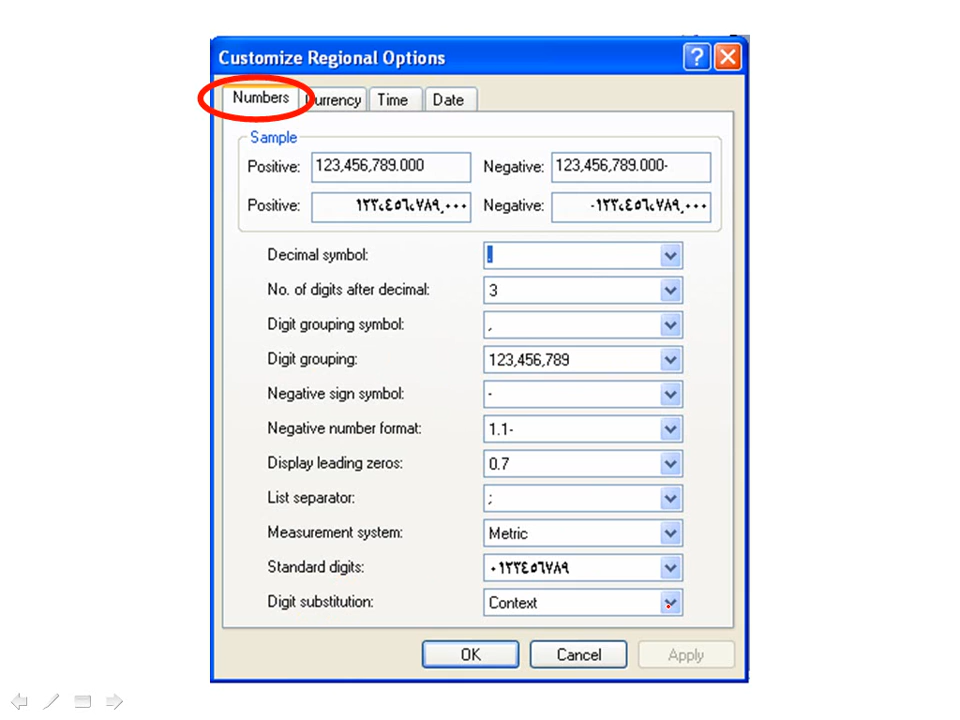 Customize Regional Options
Numbers Currency Time Date
Sample
Positive: 123,456,789.000 Negative: 123,456,789.000-
Positive: ١٢٣،٤٥٦،٧٨٩٫٠٠٠ Negative: -١٢٣،٤٥٦،٧٨٩٫٠٠٠
Decimal symbol: .
No. of digits after decimal: 3
Digit grouping symbol: ,
Digit grouping: 123,456,789
Negative sign symbol: -
Negative number format: 1.1-
Display leading zeros: 0.7
List separator: ;
Measurement system: Metric
Standard digits: ٠١٢٣٤٥٦٧٨٩
Digit substitution: Context
OK Cancel Apply